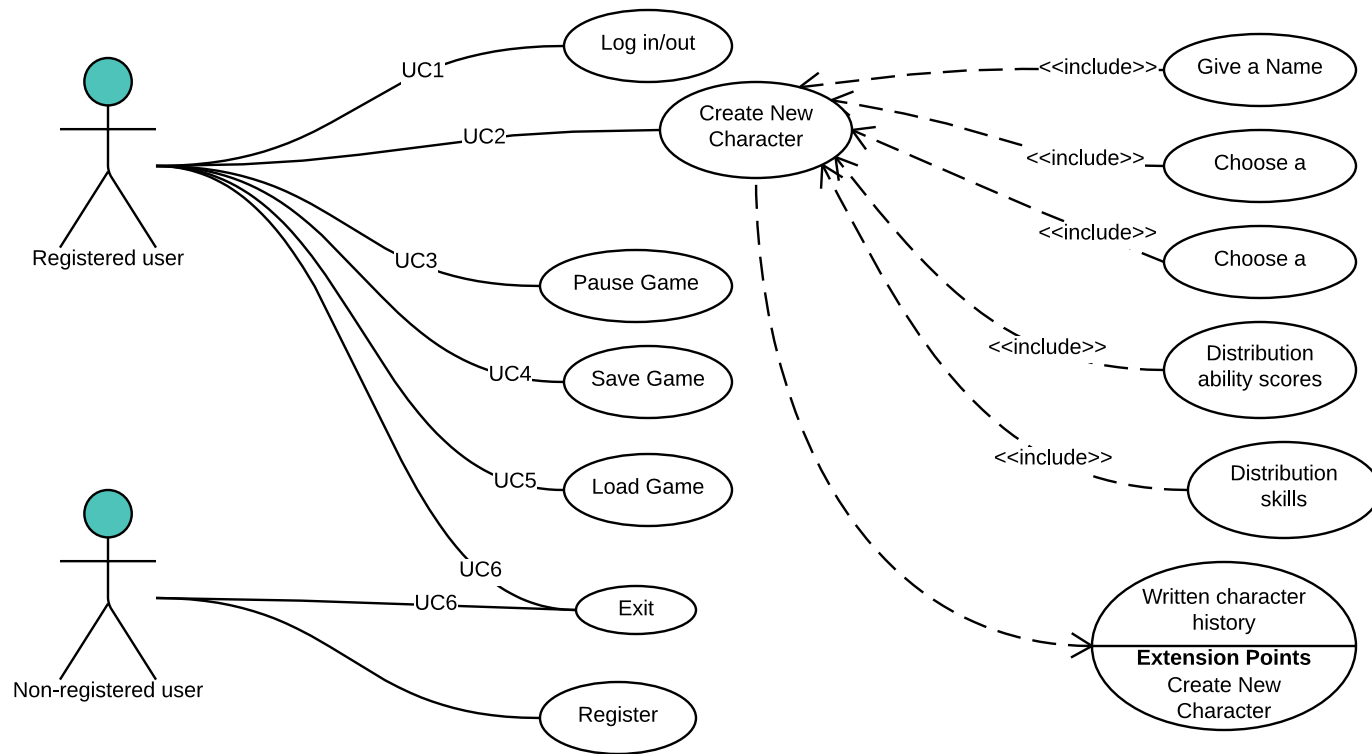 Log in/out
UC1
<<include>>
Give a Name
Create New
Character
UC2
<<include>>
Choose a
<<include>>
Choose a
Registered user
UC3
Pause Game
<<include>>
Distribution
ability scores
UC4
Save Game
<<include>>
Distribution
skills
UC5
Load Game
UC6
UC6
Exit
Written character
history
Extension Points
Create New
Character
Non-registered user
Register